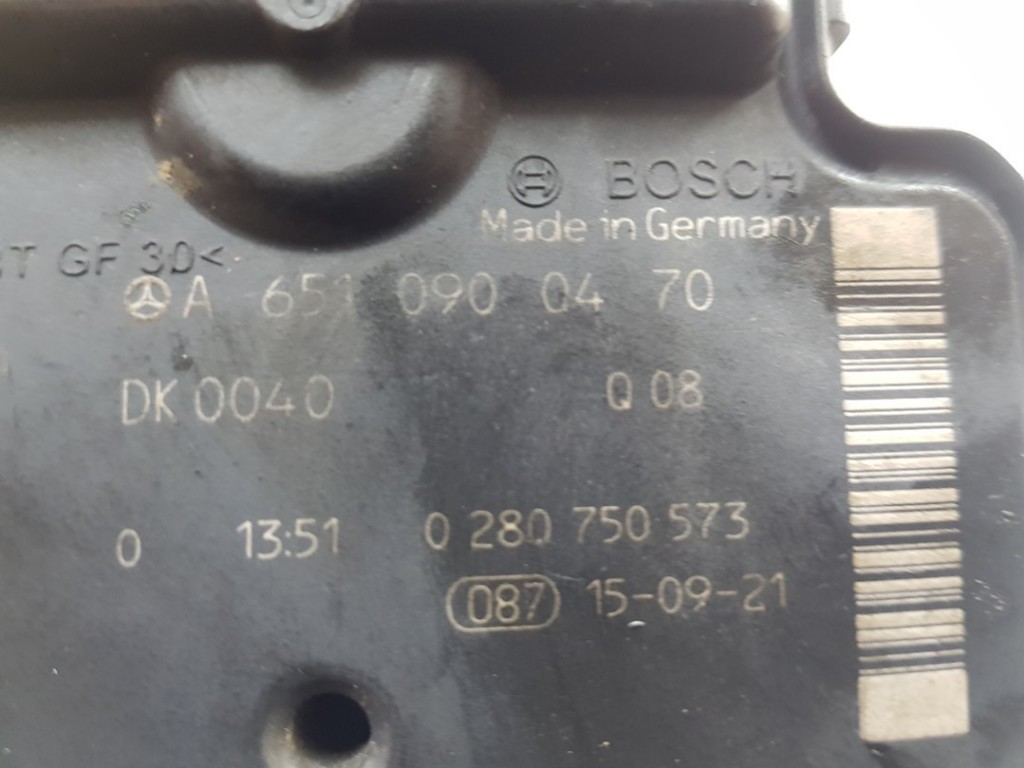 BOSCH
Made in Germany
GF 30<
A 651 090 04 70
DK 0040 Q 08
0 13:51 0 280 750 573
087 15-09-21